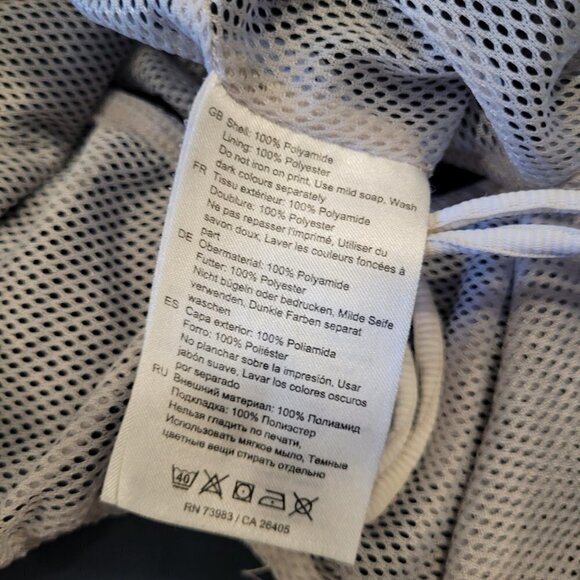 GB Shell: 100% Polyamide
Lining: 100% Polyester
Do not iron on print, Use mild soap, Wash
dark colours separately
FR Tissu extérieur: 100% Polyamide
Doublure: 100% Polyester
Ne pas repasser l'imprimé, Utiliser du
savon doux, Laver les couleurs foncées à
part
DE Obermaterial: 100% Polyamide
Futter: 100% Polyester
Nicht bügeln oder bedrucken, Milde Seife
verwenden, Dunkle Farben separat
waschen
ES Capa exterior: 100% Poliamida
Forro: 100% Poliéster
No planchar sobre la impresión, Usar
jabón suave, Lavar los colores oscuros
por separado
RU Внешний материал: 100% Полиамид
Подкладка: 100% Полиэстер
Нельзя гладить по печати,
Использовать мягкое мыло, Темные
цветные вещи стирать отдельно
40
RN 73983 / CA 26405